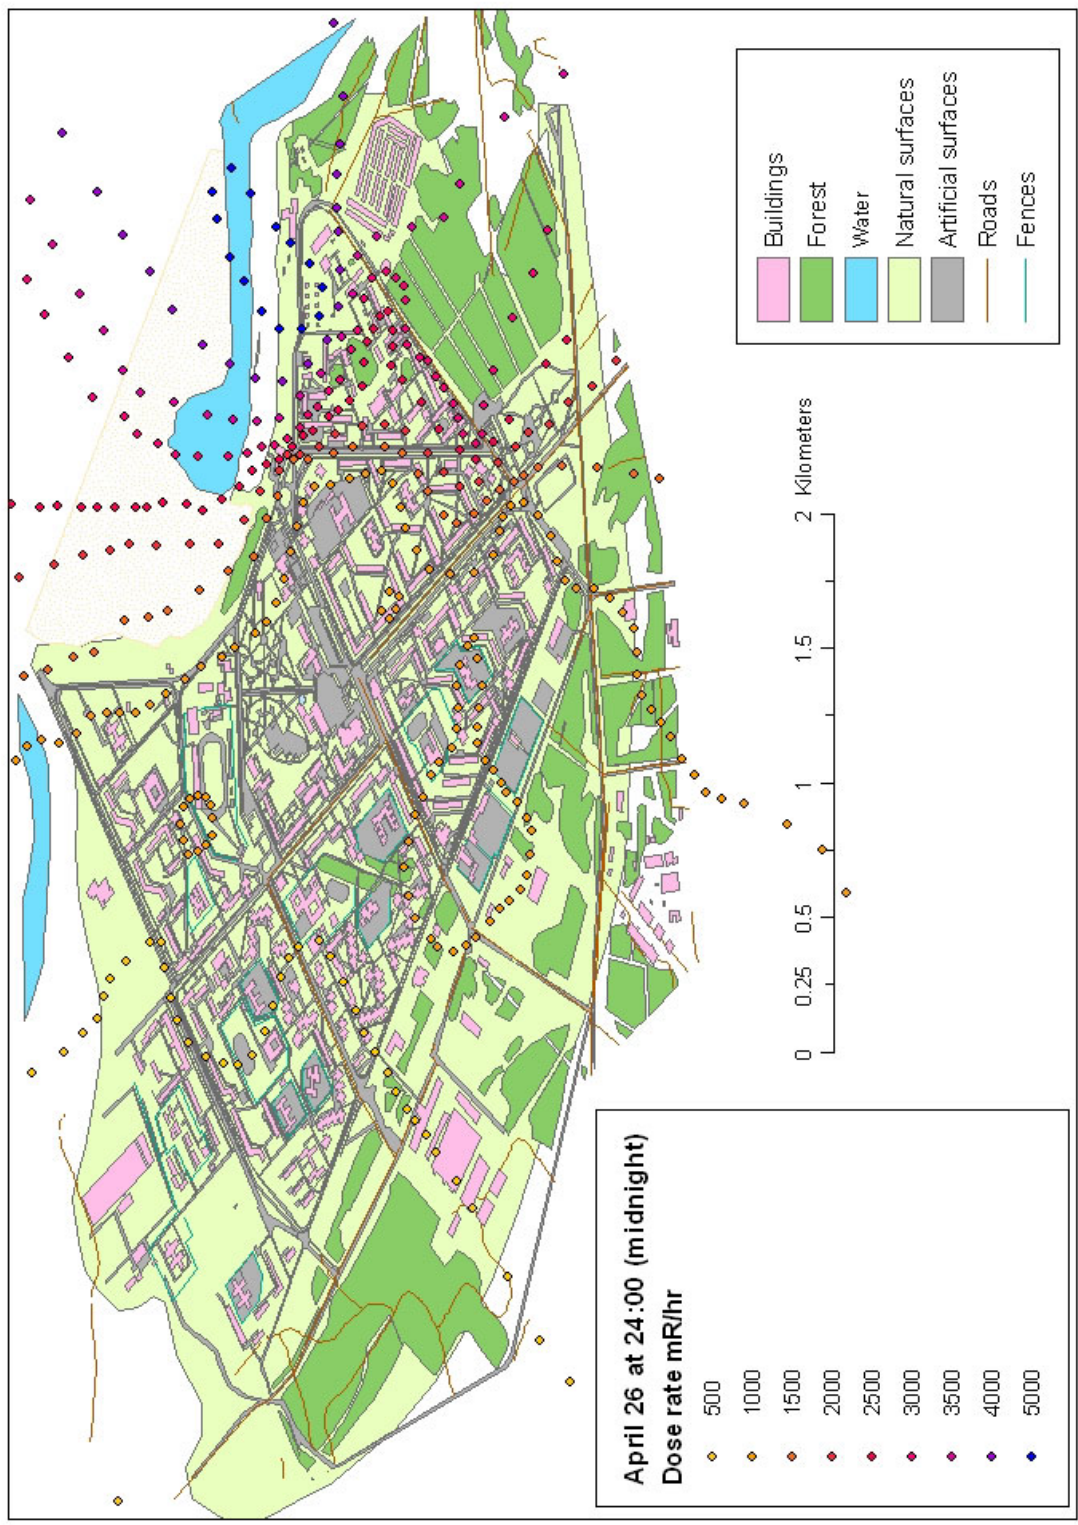 April 26 at 24:00 (midnight)
Dose rate mR/hr
500
1000
1500
2000
2500
3000
3500
4000
5000
0 0.25 0.5 1 1.5 2 Kilometers
Buildings
Forest
Water
Natural surfaces
Artificial surfaces
Roads
Fences